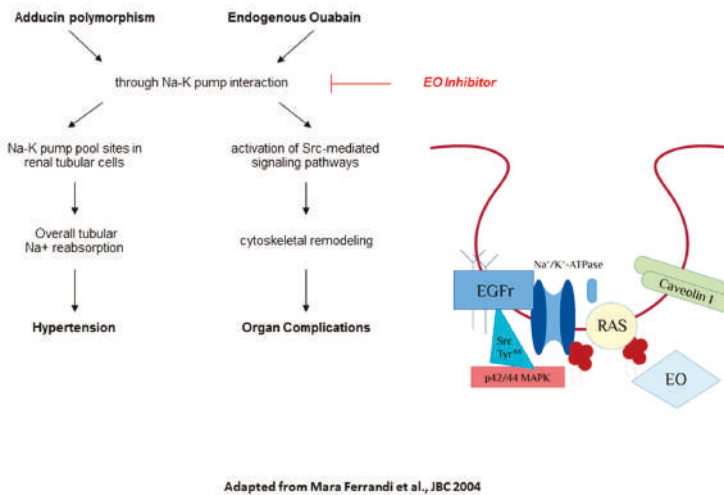 Adducin polymorphism
Endogenous Ouabain
through Na-K pump interaction
EO Inhibitor
Na-K pump pool sites in
renal tubular cells
activation of Src-mediated
signaling pathways
Overall tubular
Na+ reabsorption
cytoskeletal remodeling
Hypertension
Organ Complications
Na⁺/K⁺-ATPase
EGFr
Caveolin I
RAS
Src
Tyr
p42/44 MAPK
EO
Adapted from Mara Ferrandi et al., JBC 2004